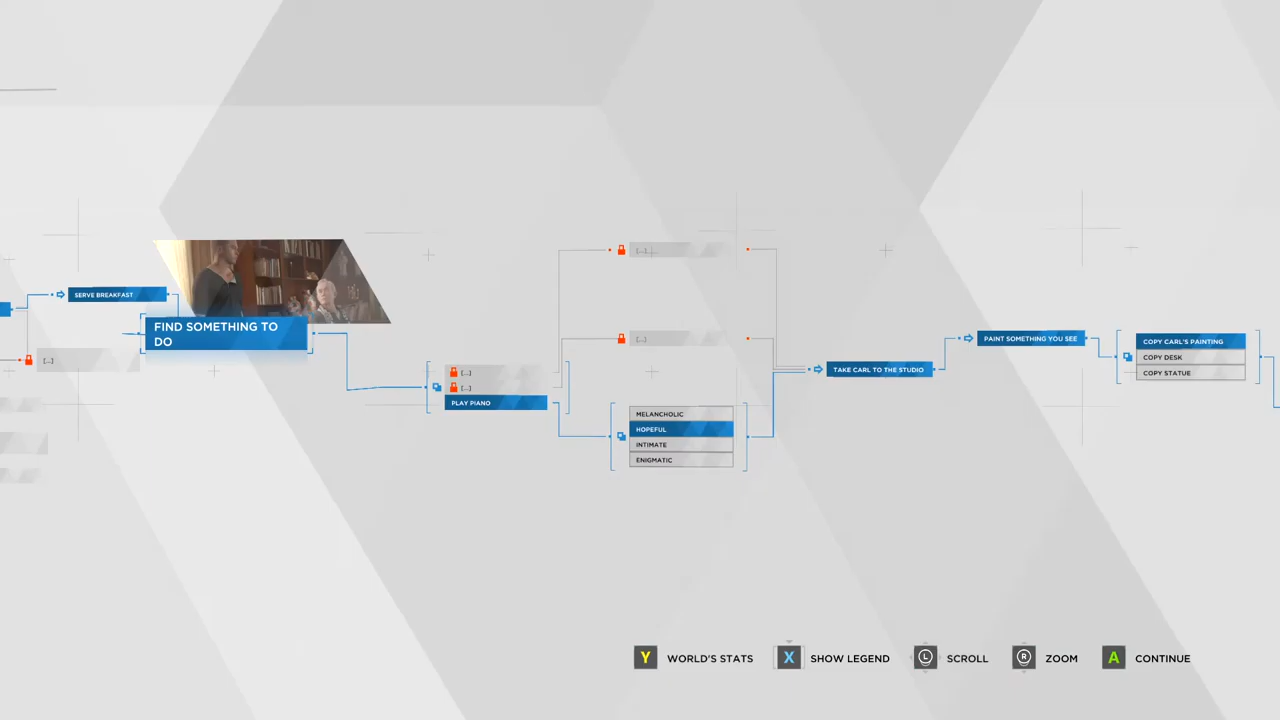 SERVE BREAKFAST
[...]
FIND SOMETHING TO
DO
[...]
[...]
PLAY PIANO
[...]
[...]
MELANCHOLIC
HOPEFUL
INTIMATE
ENIGMATIC
TAKE CARL TO THE STUDIO
PAINT SOMETHING YOU SEE
COPY CARL'S PAINTING
COPY DESK
COPY STATUE
Y WORLD'S STATS X SHOW LEGEND L SCROLL R ZOOM A CONTINUE